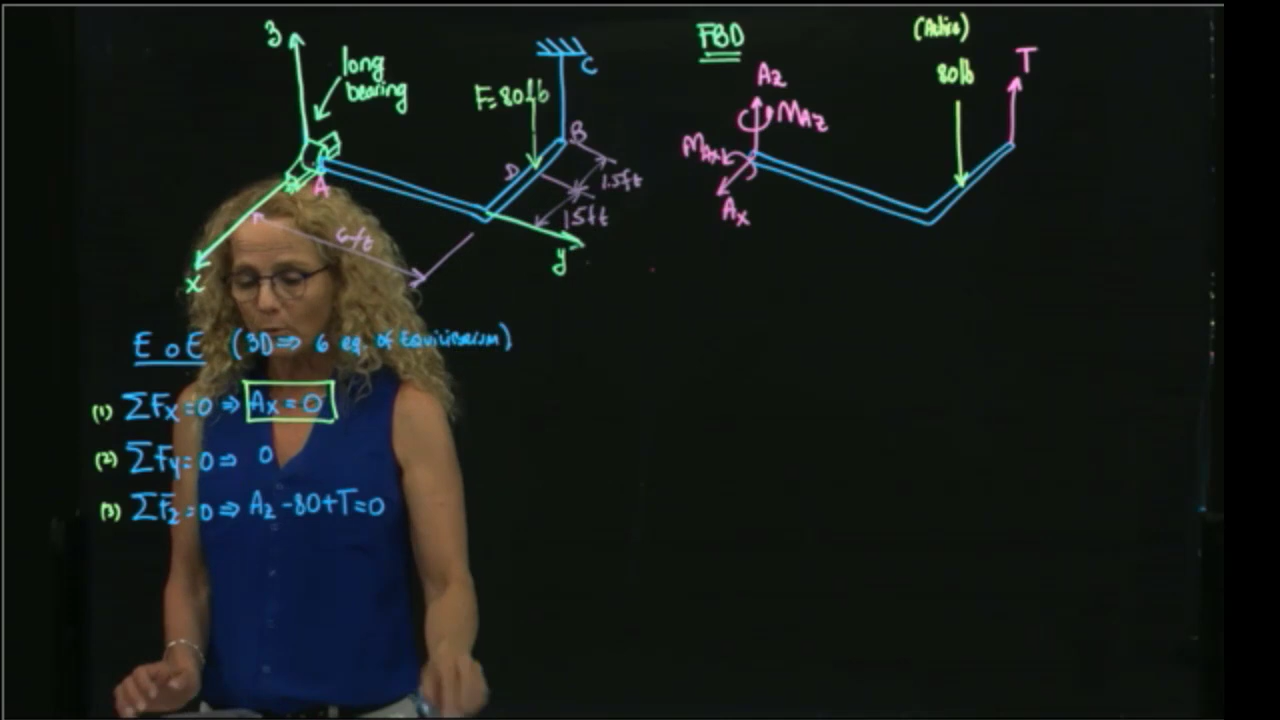 3
long
bearing
C
F=80lb
B
D
A
1.5ft
1.5ft
6ft
y
x
FBD
(Active)
80lb
T
Az
MAz
MAx
Ax
E o E (3D => 6 eq. of Equilibrium)
(1) ΣFx=0 => Ax=0
(2) ΣFy=0 => 0
(3) ΣFz=0 => Az -80+T=0